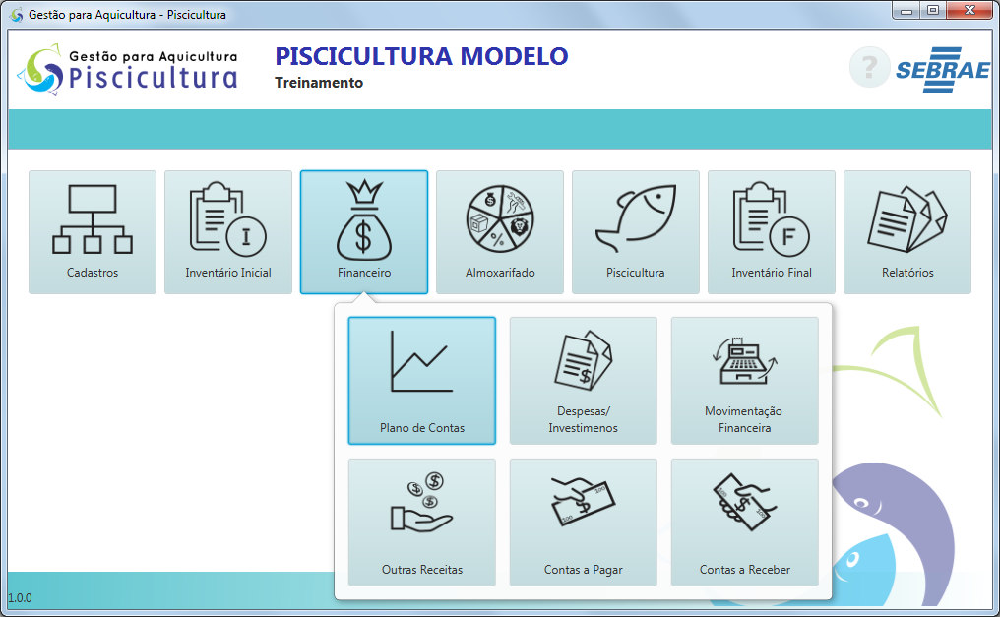 Gestão para Aquicultura - Piscicultura
Gestão para Aquicultura
Piscicultura
PISCICULTURA MODELO
Treinamento
?
SEBRAE
I
$
%
F
Cadastros
Inventário Inicial
Financeiro
Almoxarifado
Piscicultura
Inventário Final
Relatórios
Plano de Contas
Despesas/
Investimenos
Movimentação
Financeira
Outras Receitas
Contas a Pagar
Contas a Receber
1.0.0